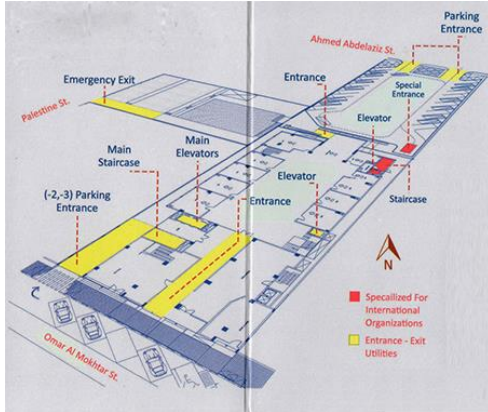 Parking
Entrance
Ahmed Abdelaziz St.
Emergency Exit
Entrance
Special
Entrance
Palestine St.
Main
Elevators
Elevator
Main
Staircase
Elevator
Entrance
Staircase
(-2,-3) Parking
Entrance
N
Specailized For
International
Organizations
Entrance - Exit
Utilities
Omar Al Mokhtar St.